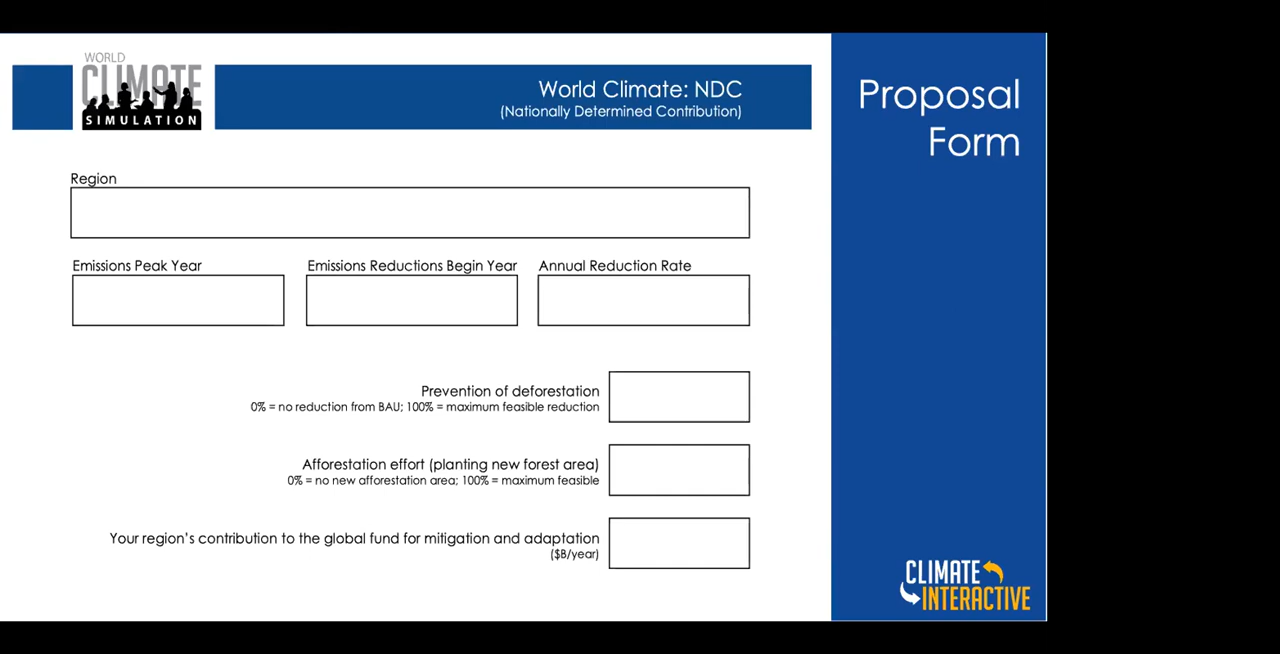 WORLD
CLIMATE
SIMULATION
World Climate: NDC
(Nationally Determined Contribution)
Proposal
Form
Region
Emissions Peak Year
Emissions Reductions Begin Year
Annual Reduction Rate
Prevention of deforestation
0% = no reduction from BAU; 100% = maximum feasible reduction
Afforestation effort (planting new forest area)
0% = no new afforestation area; 100% = maximum feasible
Your region's contribution to the global fund for mitigation and adaptation
($B/year)
CLIMATE
INTERACTIVE